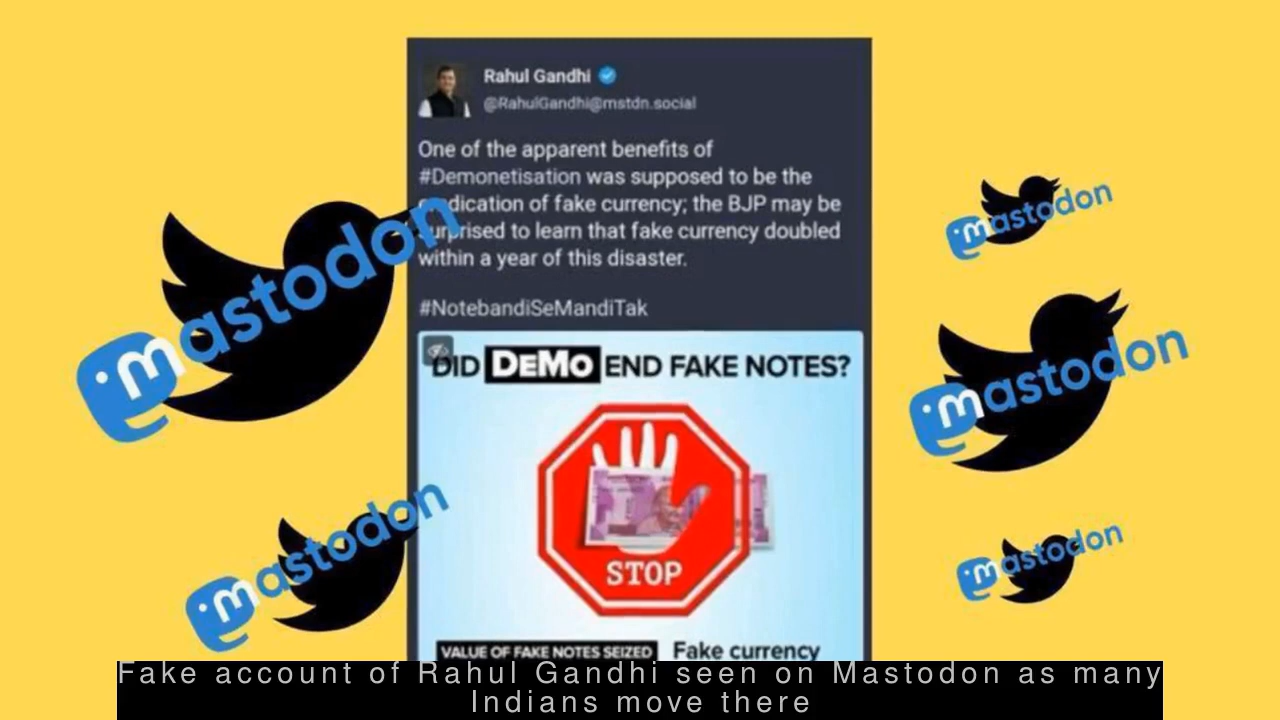 Rahul Gandhi
@RahulGandhi@mstdn.social
One of the apparent benefits of
#Demonetisation was supposed to be the
dication of fake currency; the BJP may be
surprised to learn that fake currency doubled
within a year of this disaster.
#NotebandiSeMandiTak
DID DEMO END FAKE NOTES?
STOP
VALUE OF FAKE NOTES SEIZED Fake currency
mastodon
mastodon
mastodon
mastodon
mastodon
Fake account of Rahul Gandhi seen on Mastodon as many
Indians move there